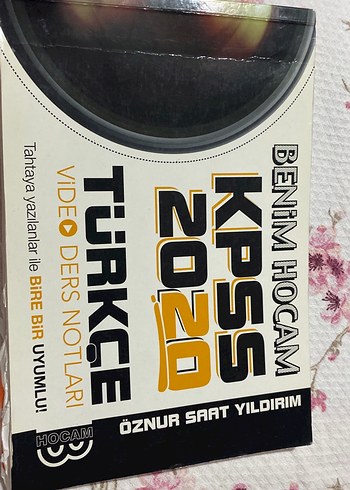 BENİM HOCAM
KPSS
2020
TÜRKÇE
VİDEO DERS NOTLARI
Tahtaya yazılanlar ile BİRE BİR UYUMLU!
ÖZNUR SAAT YILDIRIM
HOCAM